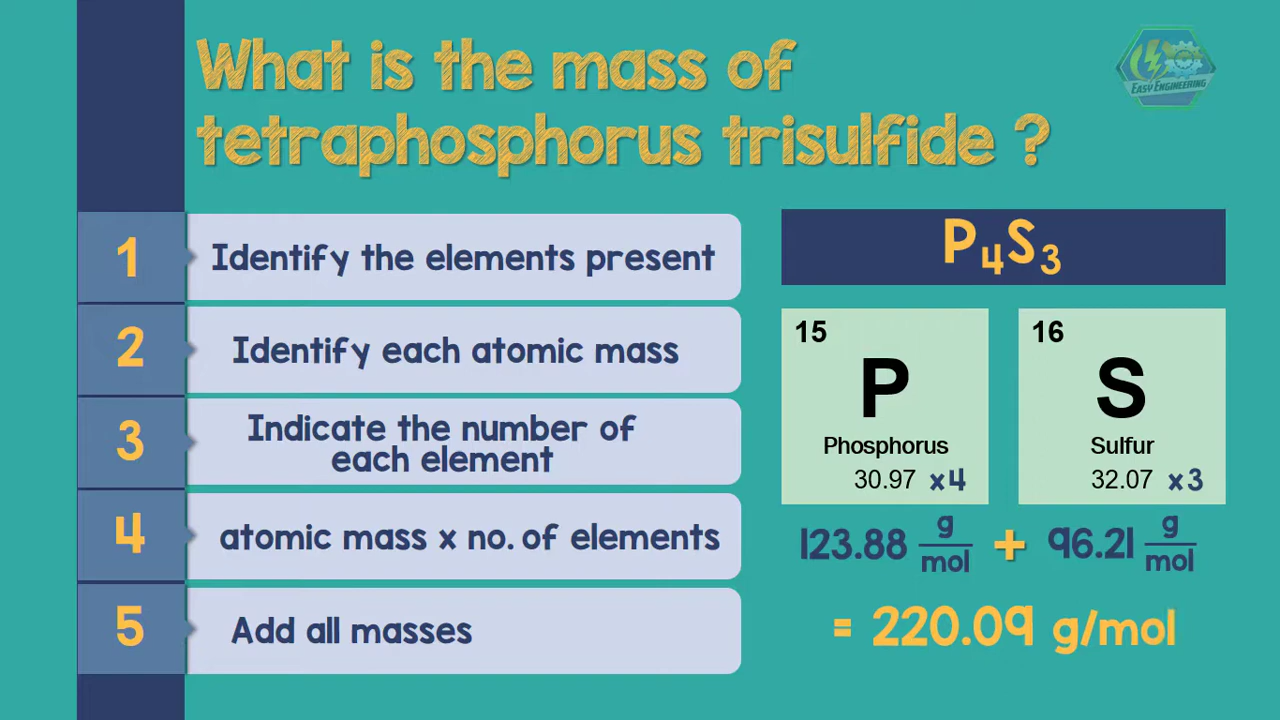 What is the mass of
tetraphosphorus trisulfide ?
EASY ENGINEERING
1 Identify the elements present
2 Identify each atomic mass
3 Indicate the number of
each element
4 atomic mass x no. of elements
5 Add all masses
P₄S₃
15
P
Phosphorus
30.97 x4
16
S
Sulfur
32.07 x3
123.88 g/mol + 96.21 g/mol
= 220.09 g/mol